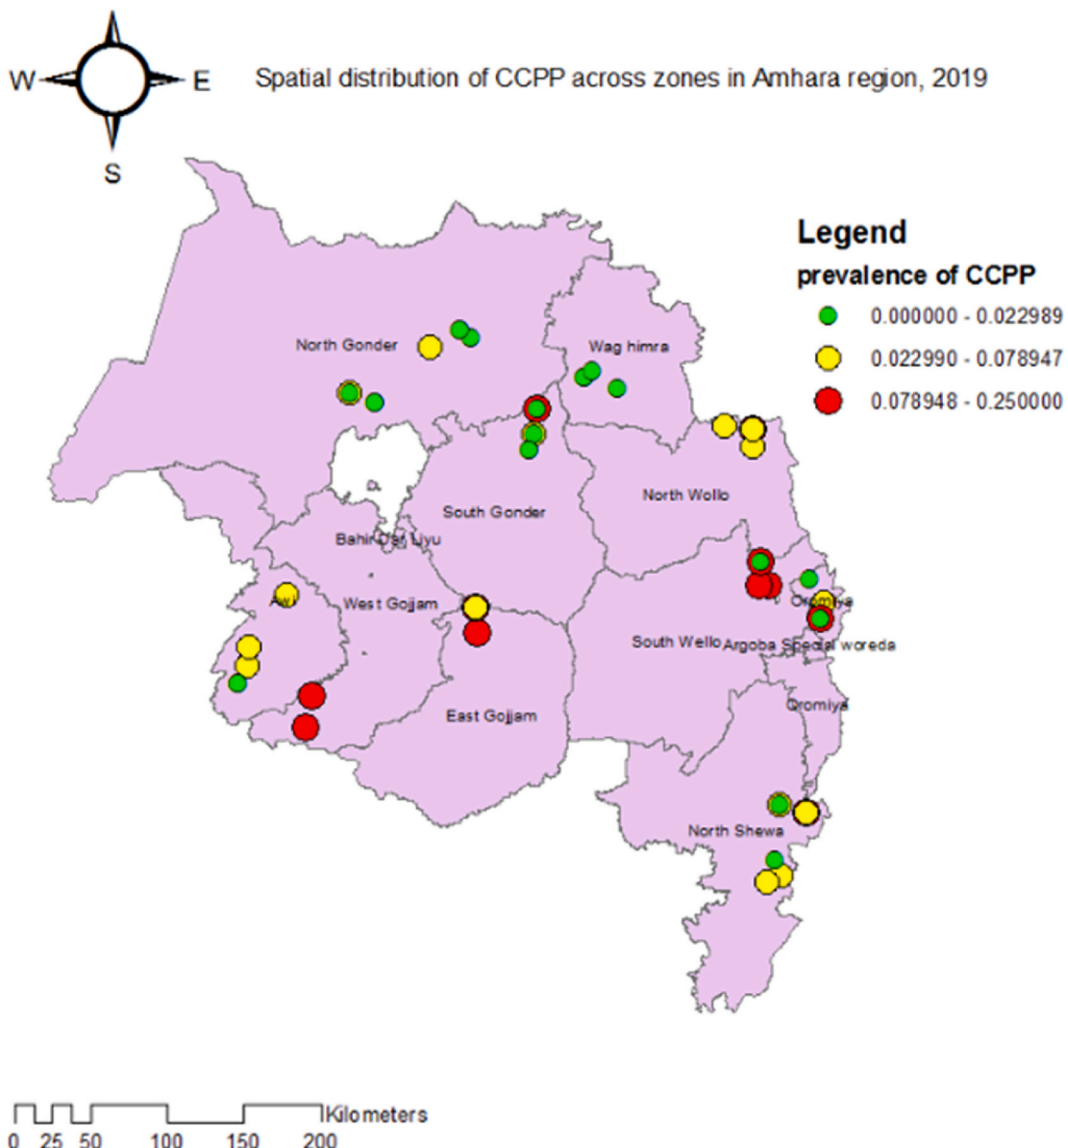 W E
S
Spatial distribution of CCPP across zones in Amhara region, 2019
Legend
prevalence of CCPP
0.000000 - 0.022989
0.022990 - 0.078947
0.078948 - 0.250000
North Gonder
Wag himra
North Wollo
South Gonder
Bahir Dar Liyu
Awi
West Gojjam
Oromiya
South Wello
Argoba Special woreda
Oromiya
East Gojjam
North Shewa
Kilometers
0 25 50 100 150 200